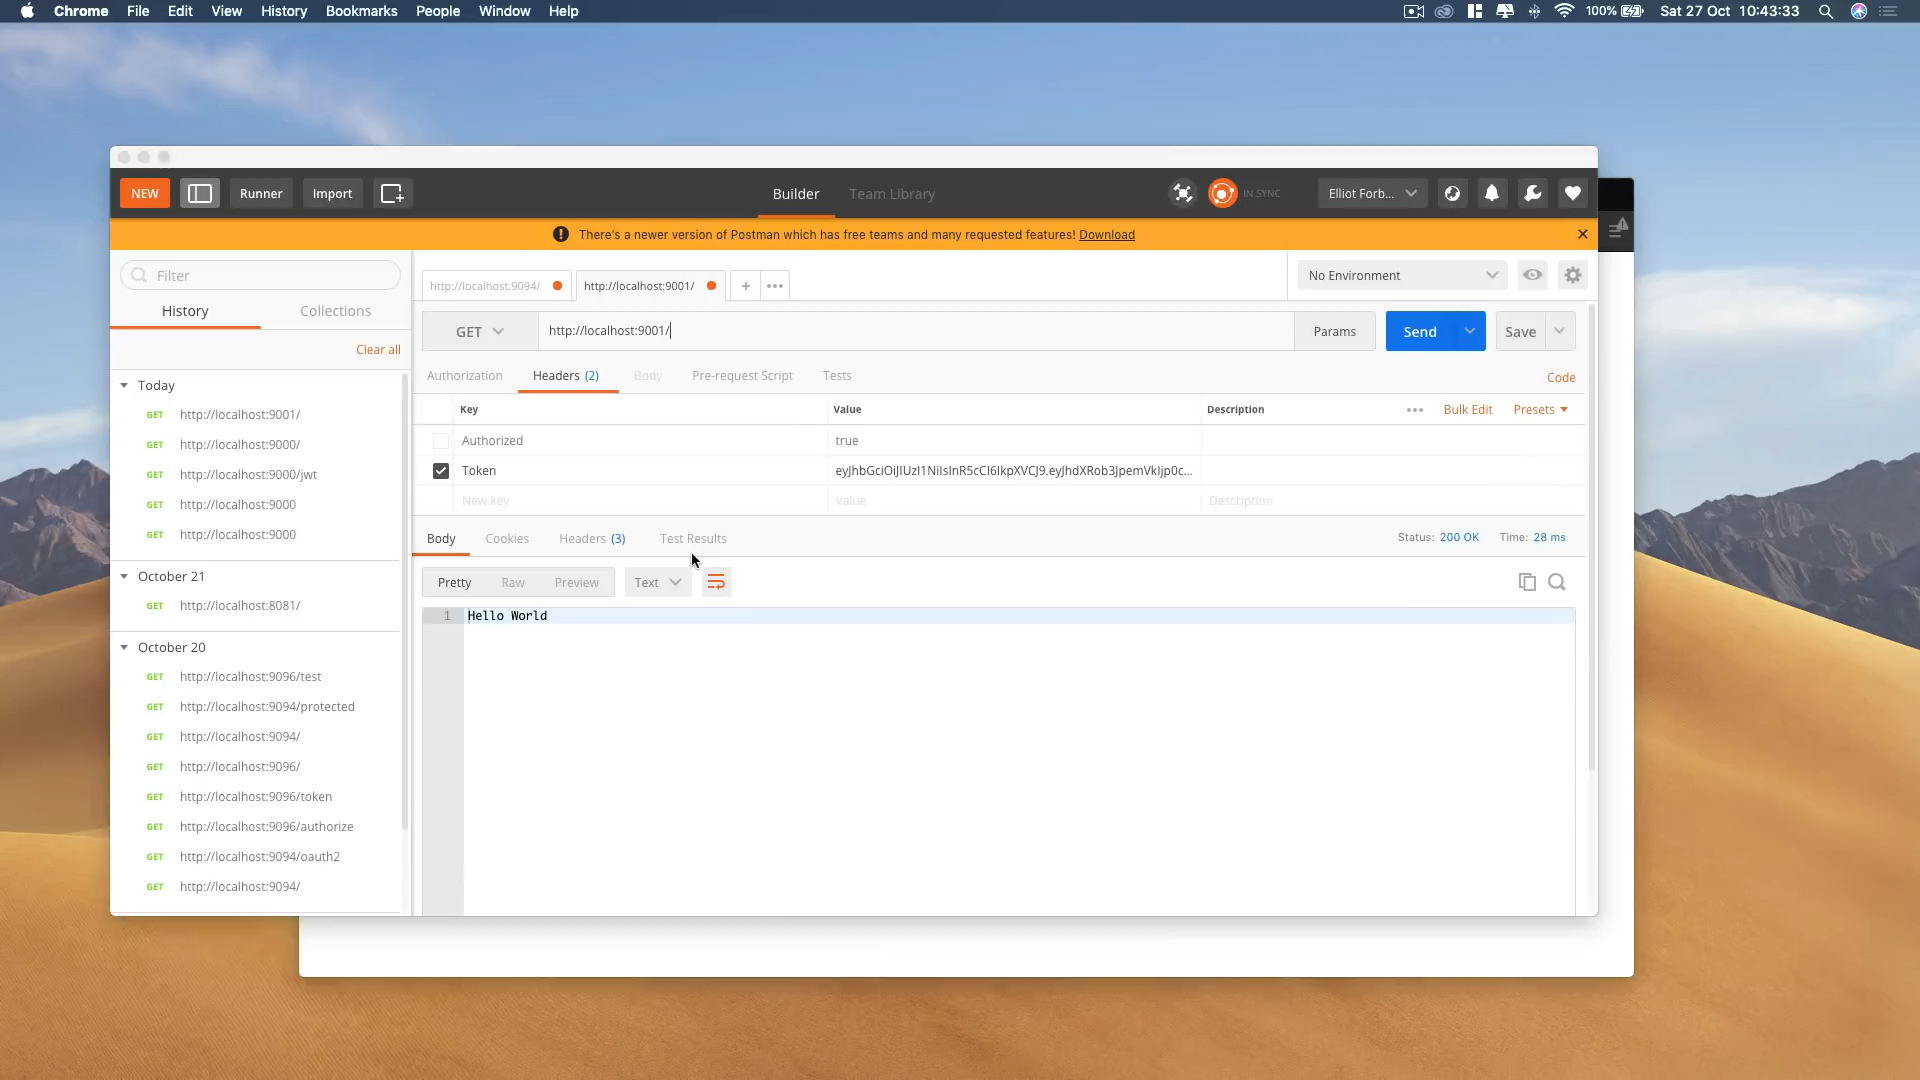 Chrome File Edit View History Bookmarks People Window Help 100% Sat 27 Oct 10:43:33
NEW Runner Import Builder Team Library IN SYNC Elliot Forb...
There's a newer version of Postman which has free teams and many requested features! Download
Filter
History Collections
Clear all
Today
GET http://localhost:9001/
GET http://localhost:9000/
GET http://localhost:9000/jwt
GET http://localhost:9000
GET http://localhost:9000
October 21
GET http://localhost:8081/
October 20
GET http://localhost:9096/test
GET http://localhost:9094/protected
GET http://localhost:9094/
GET http://localhost:9096/
GET http://localhost:9096/token
GET http://localhost:9096/authorize
GET http://localhost:9094/oauth2
GET http://localhost:9094/
http://localhost:9094/ http://localhost:9001/ + ••• No Environment
GET http://localhost:9001/ Params Send Save
Authorization Headers (2) Body Pre-request Script Tests Code
Key Value Description ••• Bulk Edit Presets
Authorized true
Token
New key Value Description
Body Cookies Headers (3) Test Results Status: 200 OK Time: 28 ms
Pretty Raw Preview Text
1 Hello World